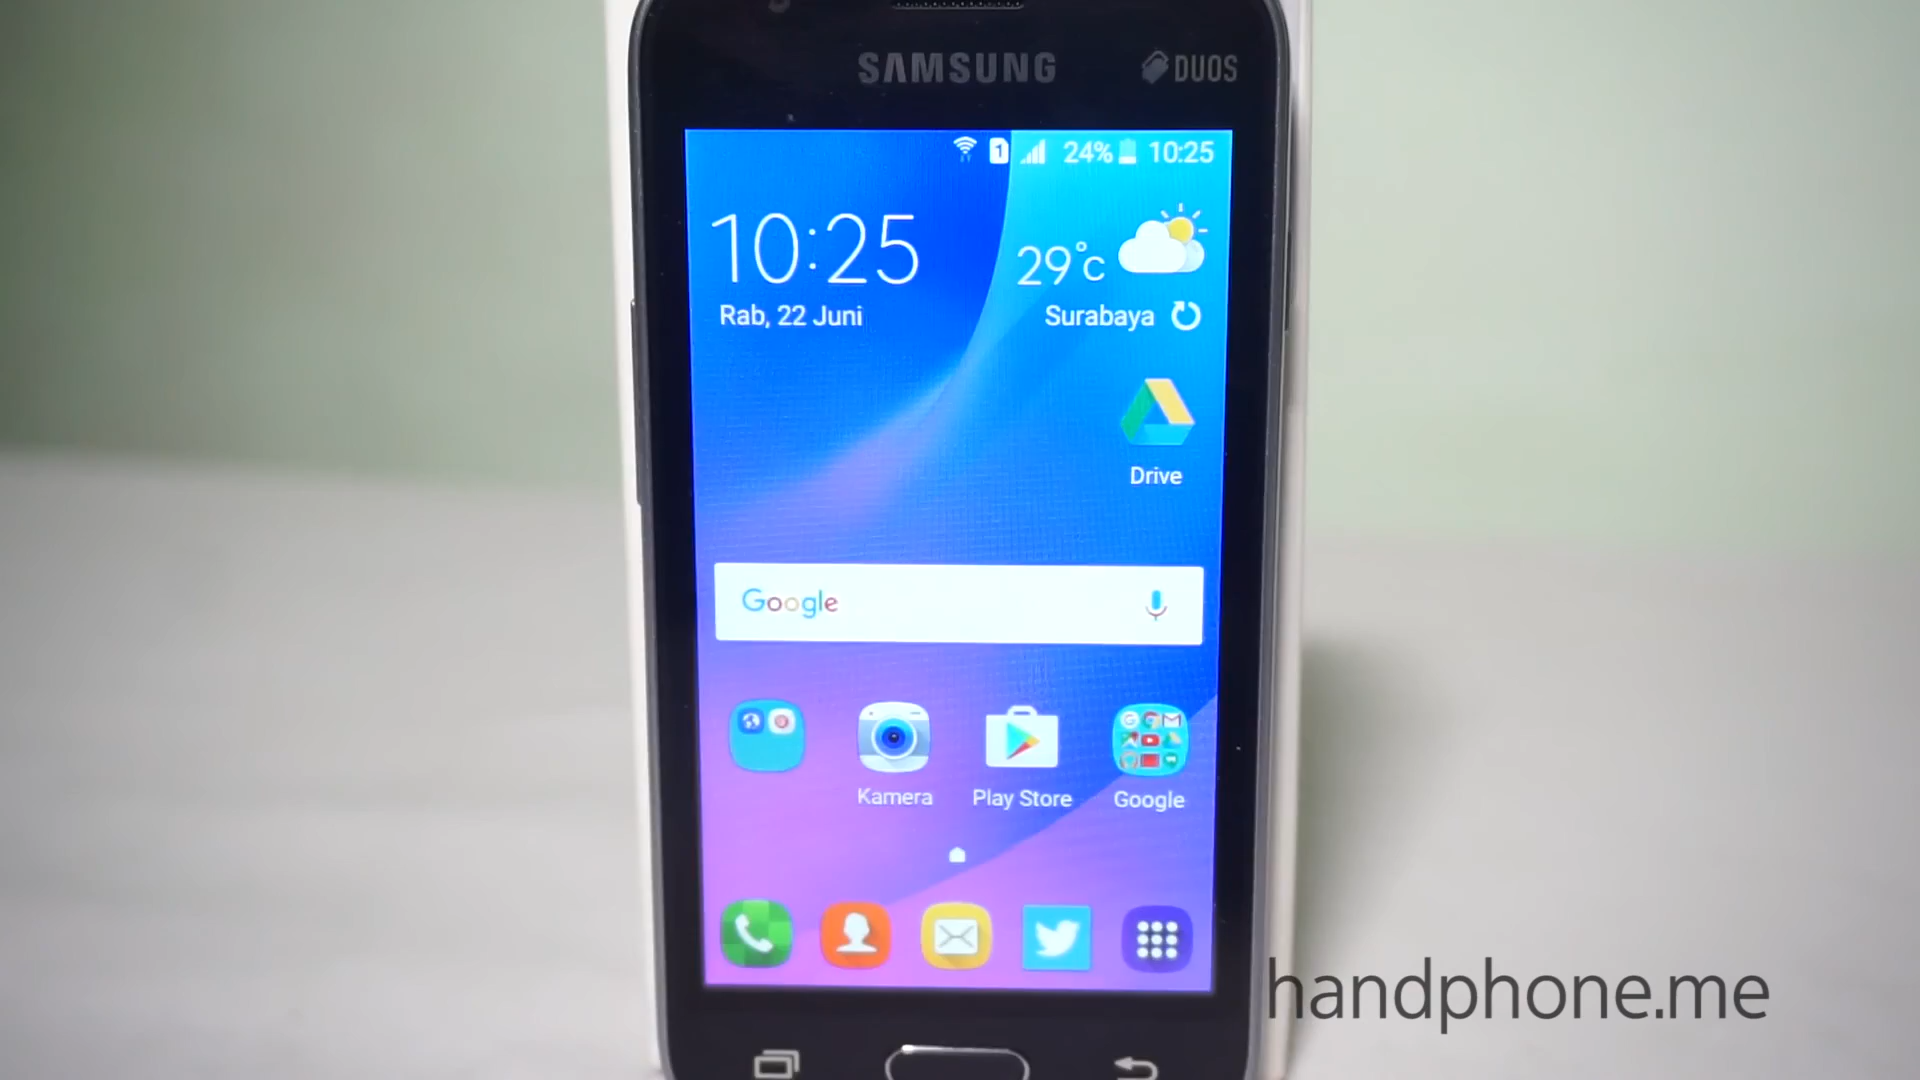 SAMSUNG DUOS
1 24% 10:25
10:25
29°c
Rab, 22 Juni
Surabaya
Drive
Google
Kamera Play Store Google
handphone.me